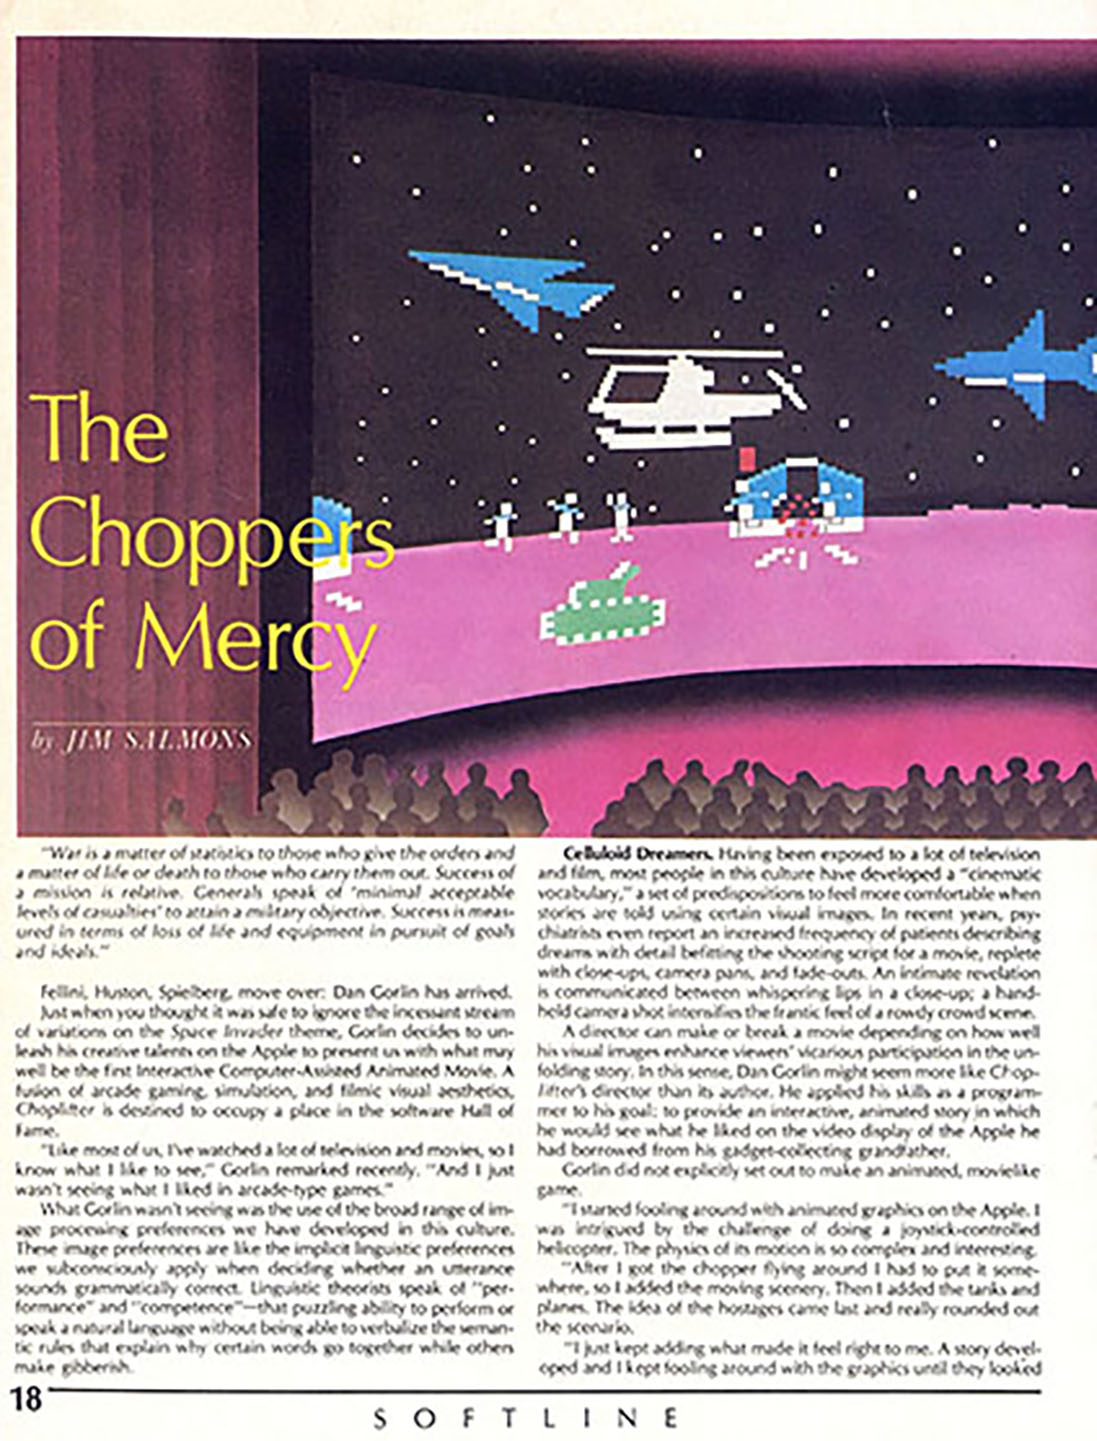 The
Choppers
of Mercy
by JIM SALMONS
"War is a matter of statistics to those who give the orders and
a matter of life or death to those who carry them out. Success of
a mission is relative. Generals speak of 'minimal acceptable
levels of casualties' to attain a military objective. Success is meas-
ured in terms of loss of life and equipment in pursuit of goals
and ideals."
Fellini, Huston, Spielberg, move over: Dan Gorlin has arrived.
Just when you thought it was safe to ignore the incessant stream
of variations on the Space Invader theme, Gorlin decides to un-
leash his creative talents on the Apple to present us with what may
well be the first Interactive Computer-Assisted Animated Movie. A
fusion of arcade gaming, simulation, and filmic visual aesthetics,
Choplifter is destined to occupy a place in the software Hall of
Fame.
"Like most of us, I've watched a lot of television and movies, so I
know what I like to see," Gorlin remarked recently. "And I just
wasn't seeing what I liked in arcade-type games."
What Gorlin wasn't seeing was the use of the broad range of im-
age processing preferences we have developed in this culture.
These image preferences are like the implicit linguistic preferences
we subconsciously apply when deciding whether an utterance
sounds grammatically correct. Linguistic theorists speak of "per-
formance" and "competence"—that puzzling ability to perform or
speak a natural language without being able to verbalize the seman-
tic rules that explain why certain words go together while others
make gibberish.
Celluloid Dreamers. Having been exposed to a lot of television
and film, most people in this culture have developed a "cinematic
vocabulary," a set of predispositions to feel more comfortable when
stories are told using certain visual images. In recent years, psy-
chiatrists even report an increased frequency of patients describing
dreams with detail befitting the shooting script for a movie, replete
with close-ups, camera pans, and fade-outs. An intimate revelation
is communicated between whispering lips in a close-up; a hand-
held camera shot intensifies the frantic feel of a rowdy crowd scene.
A director can make or break a movie depending on how well
his visual images enhance viewers' vicarious participation in the un-
folding story. In this sense, Dan Gorlin might seem more like Chop-
lifter's director than its author. He applied his skills as a program-
mer to his goal: to provide an interactive, animated story in which
he would see what he liked on the video display of the Apple he
had borrowed from his gadget-collecting grandfather.
Gorlin did not explicitly set out to make an animated, movielike
game.
"I started fooling around with animated graphics on the Apple. I
was intrigued by the challenge of doing a joystick-controlled
helicopter. The physics of its motion is so complex and interesting.
"After I got the chopper flying around I had to put it some-
where, so I added the moving scenery. Then I added the tanks and
planes. The idea of the hostages came last and really rounded out
the scenario.
"I just kept adding what made it feel right to me. A story devel-
oped and I kept fooling around with the graphics until they looked
18
SOFTLINE